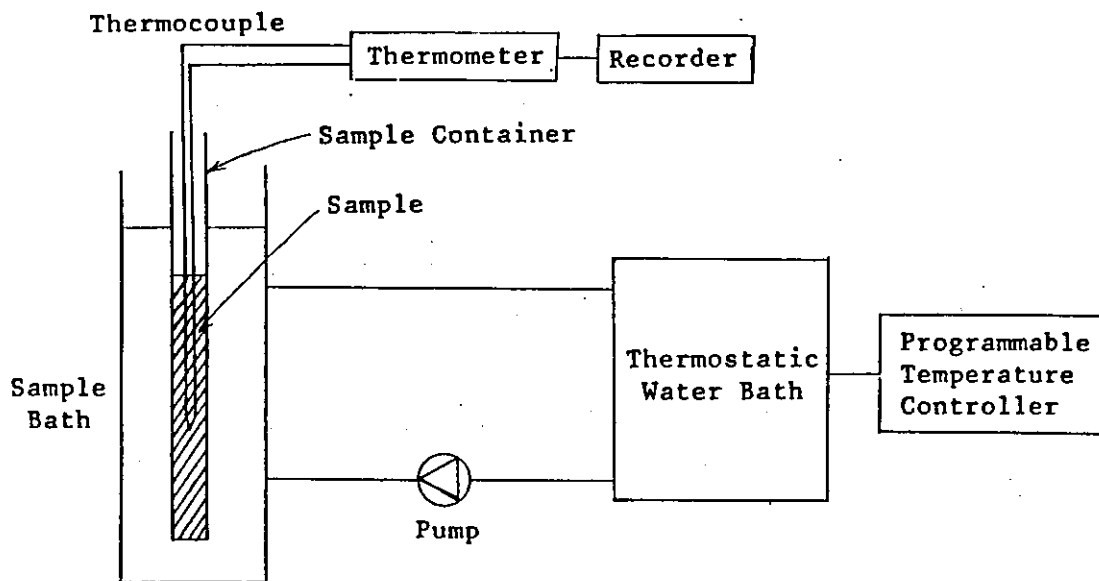 Thermocouple
Thermometer
Recorder
Sample Container
Sample
Sample
Bath
Thermostatic
Water Bath
Programmable
Temperature
Controller
Pump